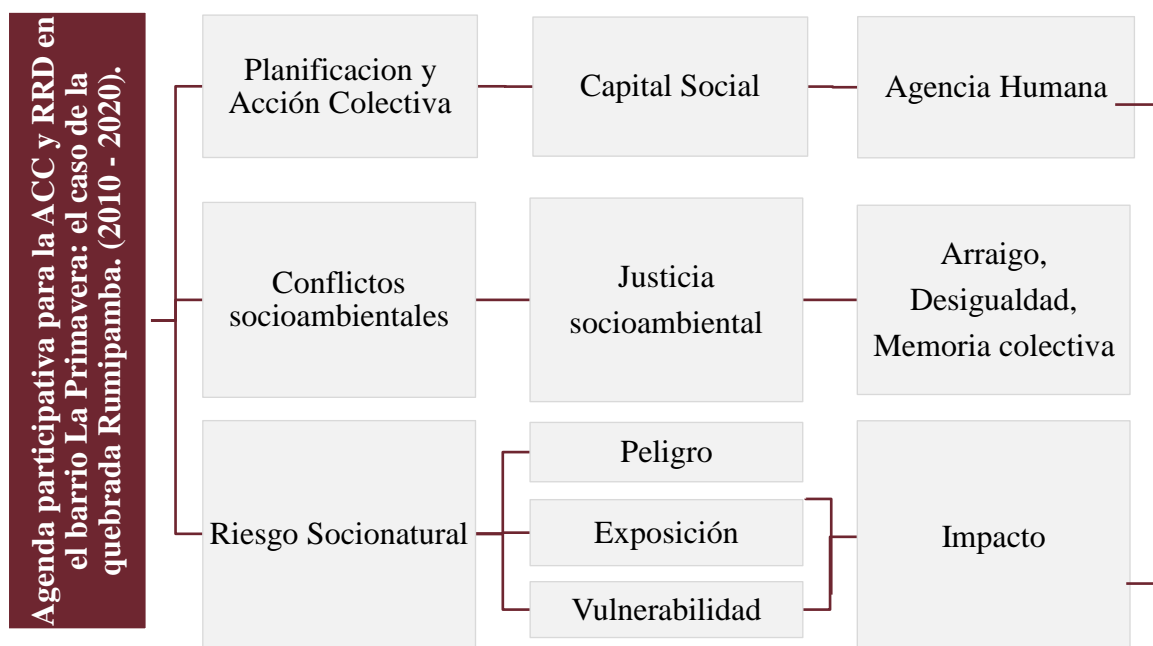 Agenda participativa para la ACC y RRD en
el barrio La Primavera: el caso de la
quebrada Rumipamba. (2010 - 2020).
Planificacion y
Acción Colectiva
Capital Social
Agencia Humana
Conflictos
socioambientales
Justicia
socioambiental
Arraigo,
Desigualdad,
Memoria colectiva
Riesgo Socionatural
Peligro
Exposición
Vulnerabilidad
Impacto